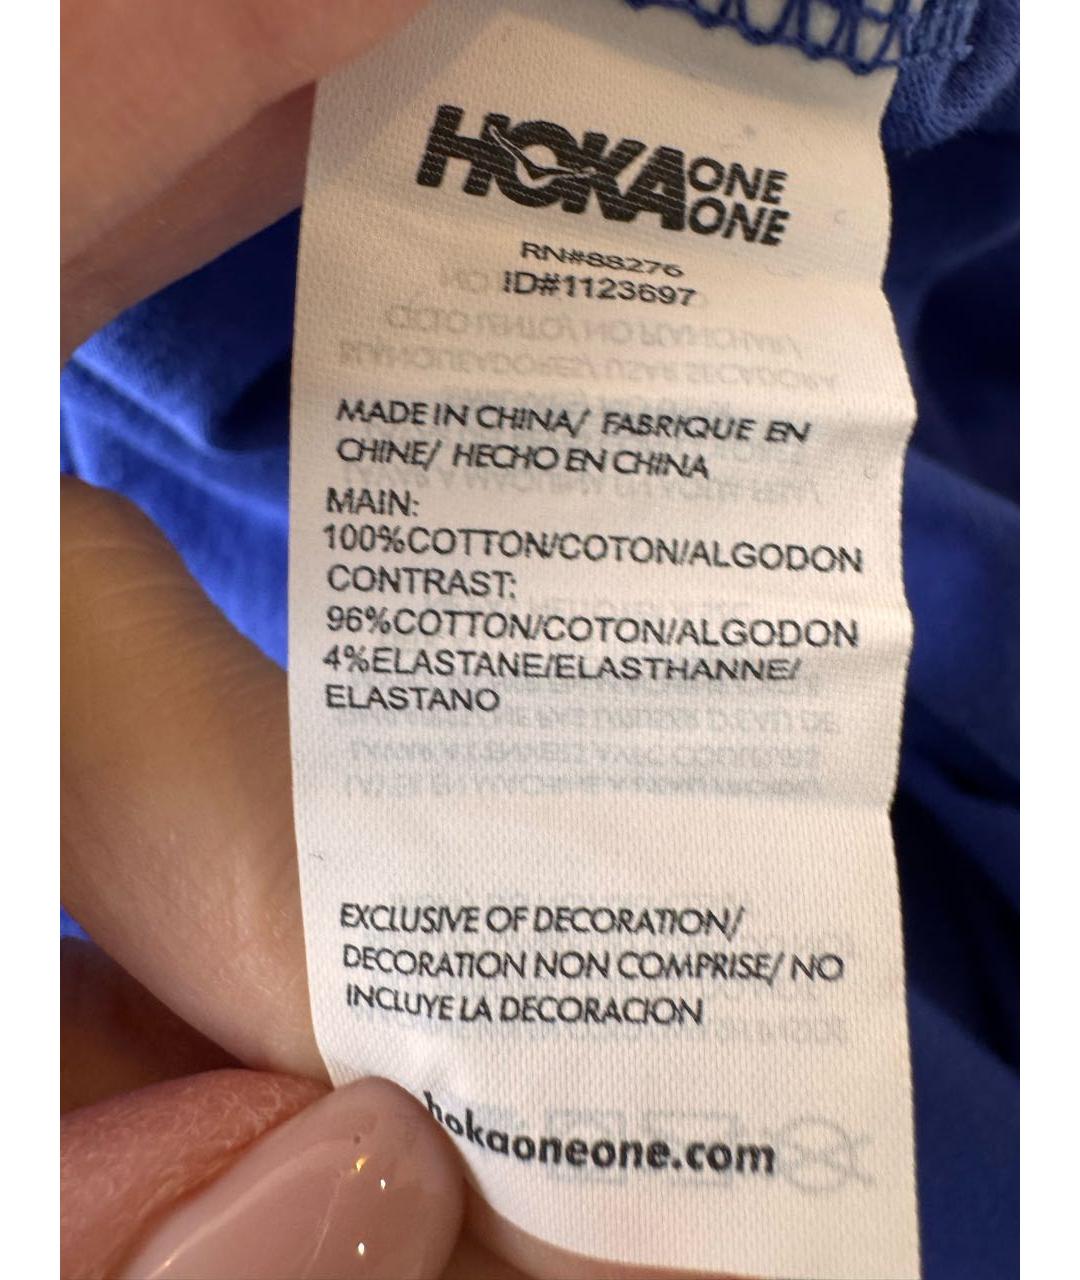 HOKA ONE ONE
RN#88276
ID#1123697
MADE IN CHINA/ FABRIQUE EN
CHINE/ HECHO EN CHINA
MAIN:
100%COTTON/COTON/ALGODON
CONTRAST:
96%COTTON/COTON/ALGODON
4%ELASTANE/ELASTHANNE/
ELASTANO
EXCLUSIVE OF DECORATION/
DECORATION NON COMPRISE/ NO
INCLUYE LA DECORACION
hokaoneone.com